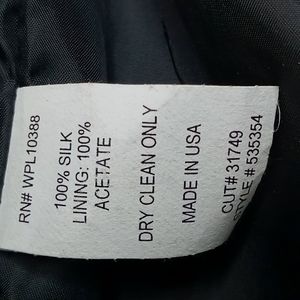 RN# WPL10388
100% SILK
LINING: 100%
ACETATE
DRY CLEAN ONLY
MADE IN USA
CUT# 31749
STYLE # 535354